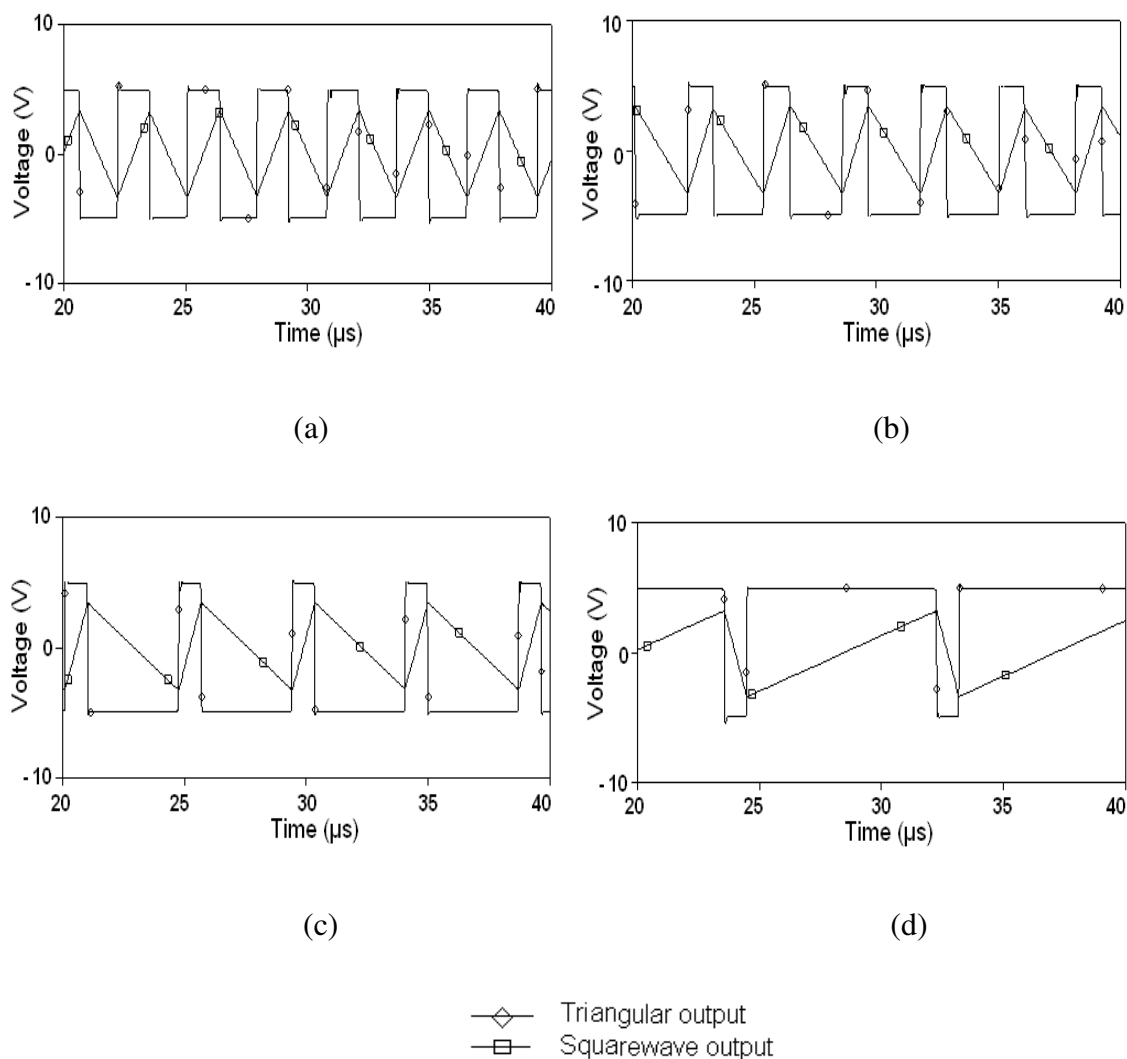 10
0
-10
Voltage (V)
20 25 30 35 40
Time (µs)
(a)
10
0
-10
Voltage (V)
20 25 30 35 40
Time (µs)
(b)
10
0
-10
Voltage (V)
20 25 30 35 40
Time (µs)
(c)
10
0
-10
Voltage (V)
20 25 30 35 40
Time (µs)
(d)
Triangular output
Squarewave output